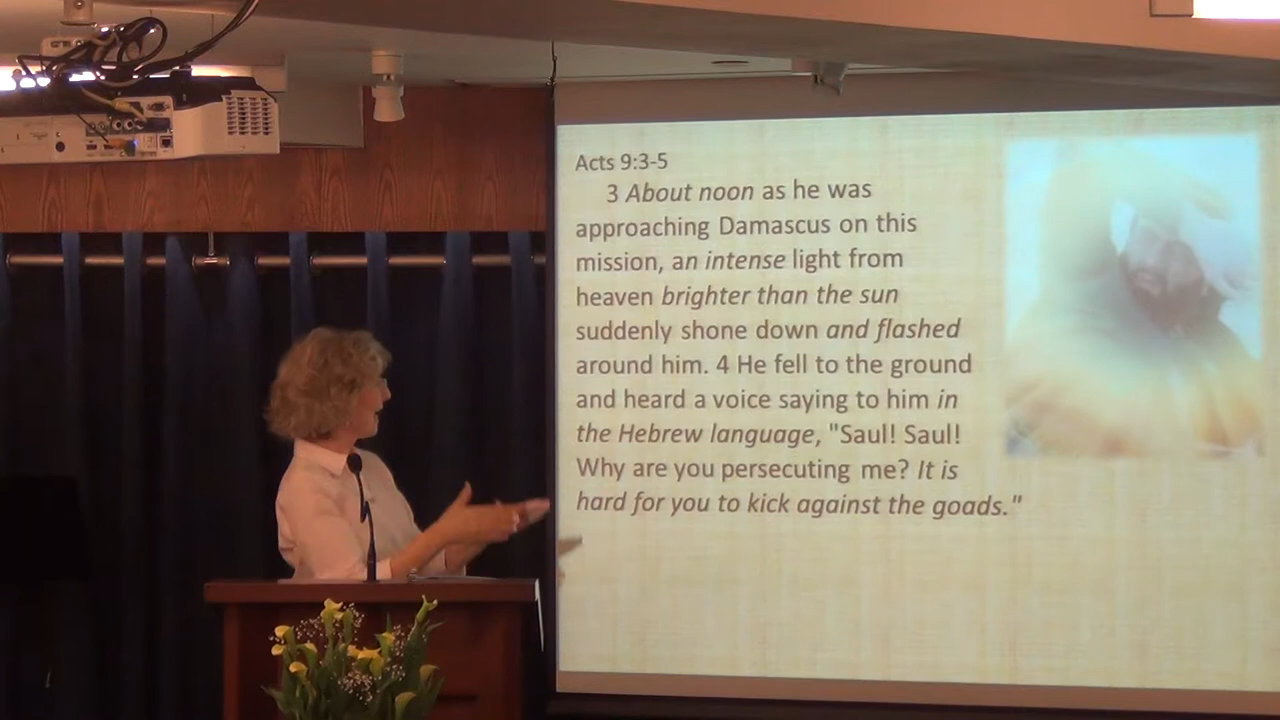 Acts 9:3-5
3 About noon as he was
approaching Damascus on this
mission, an intense light from
heaven brighter than the sun
suddenly shone down and flashed
around him. 4 He fell to the ground
and heard a voice saying to him in
the Hebrew language, "Saul! Saul!
Why are you persecuting me? It is
hard for you to kick against the goads."